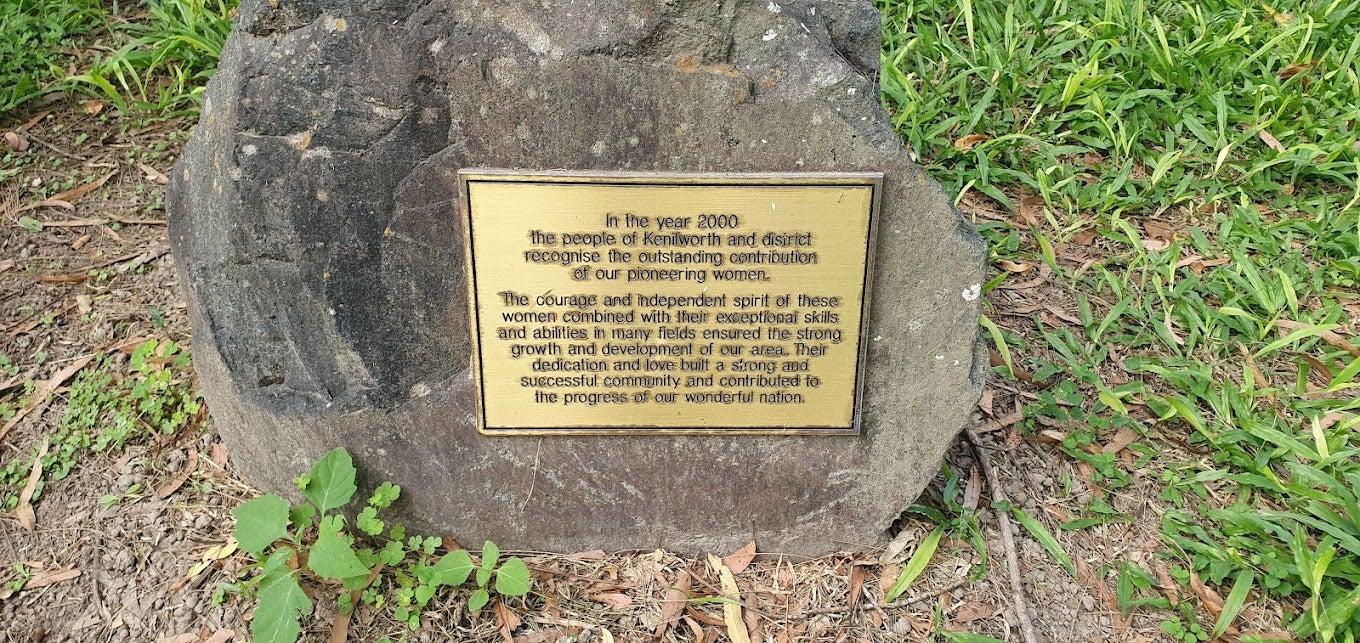 In the year 2000
the people of Kenilworth and district
recognise the outstanding contribution
of our pioneering women.
The courage and independent spirit of these
women combined with their exceptional skills
and abilities in many fields ensured the strong
growth and development of our area. Their
dedication and love built a strong and
successful community and contributed to
the progress of our wonderful nation.